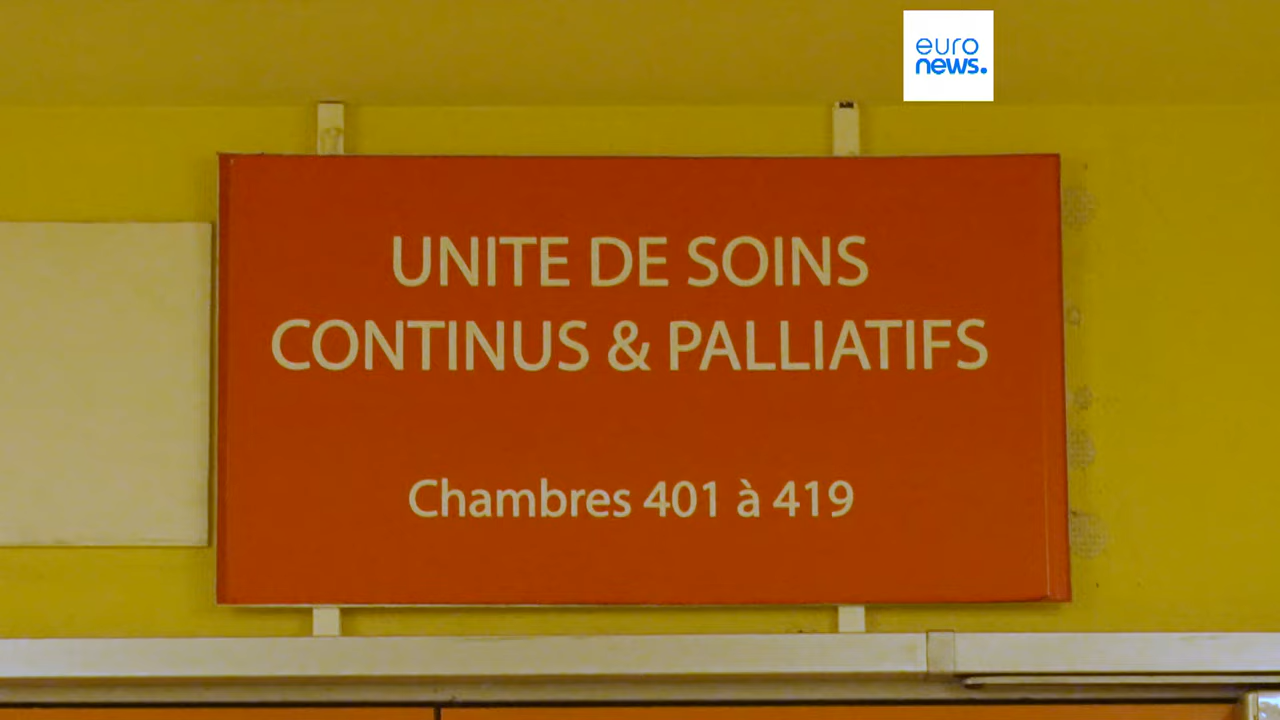 euro
news.
UNITE DE SOINS
CONTINUS & PALLIATIFS
Chambres 401 à 419